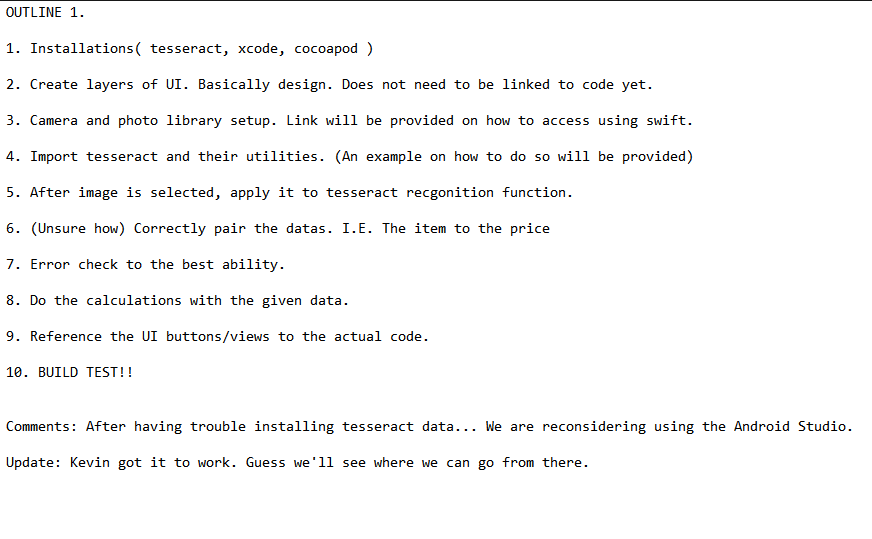 OUTLINE 1.
1. Installations( tesseract, xcode, cocoapod )
2. Create layers of UI. Basically design. Does not need to be linked to code yet.
3. Camera and photo library setup. Link will be provided on how to access using swift.
4. Import tesseract and their utilities. (An example on how to do so will be provided)
5. After image is selected, apply it to tesseract recgonition function.
6. (Unsure how) Correctly pair the datas. I.E. The item to the price
7. Error check to the best ability.
8. Do the calculations with the given data.
9. Reference the UI buttons/views to the actual code.
10. BUILD TEST!!
Comments: After having trouble installing tesseract data... We are reconsidering using the Android Studio.
Update: Kevin got it to work. Guess we'll see where we can go from there.